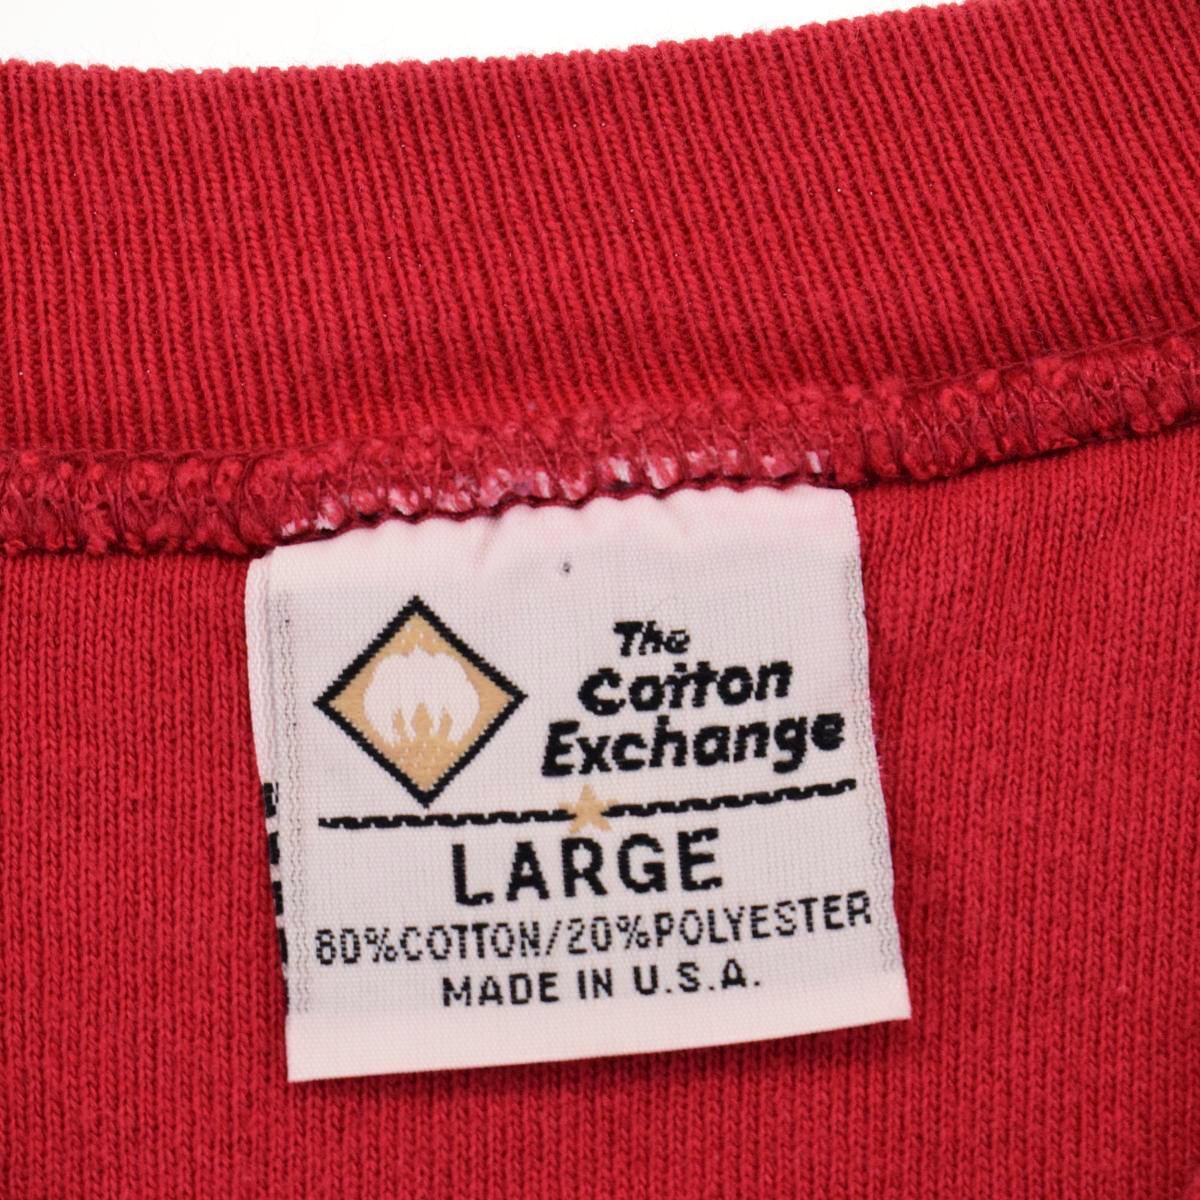 The
Cotton
Exchange
LARGE
80%COTTON/20%POLYESTER
MADE IN U.S.A.